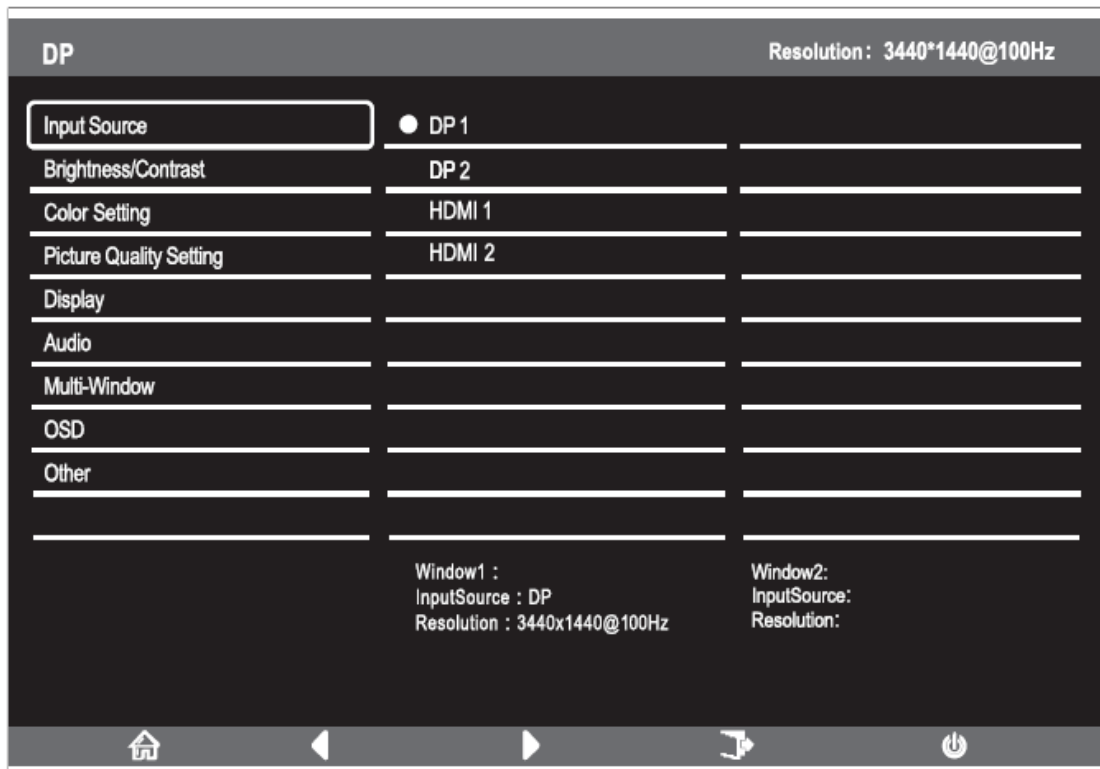 DP
Resolution: 3440*1440@100Hz
Input Source
DP 1
Brightness/Contrast
DP 2
Color Setting
HDMI 1
Picture Quality Setting
HDMI 2
Display
Audio
Multi-Window
OSD
Other
Window1 :
InputSource : DP
Resolution : 3440x1440@100Hz
Window2:
InputSource:
Resolution: